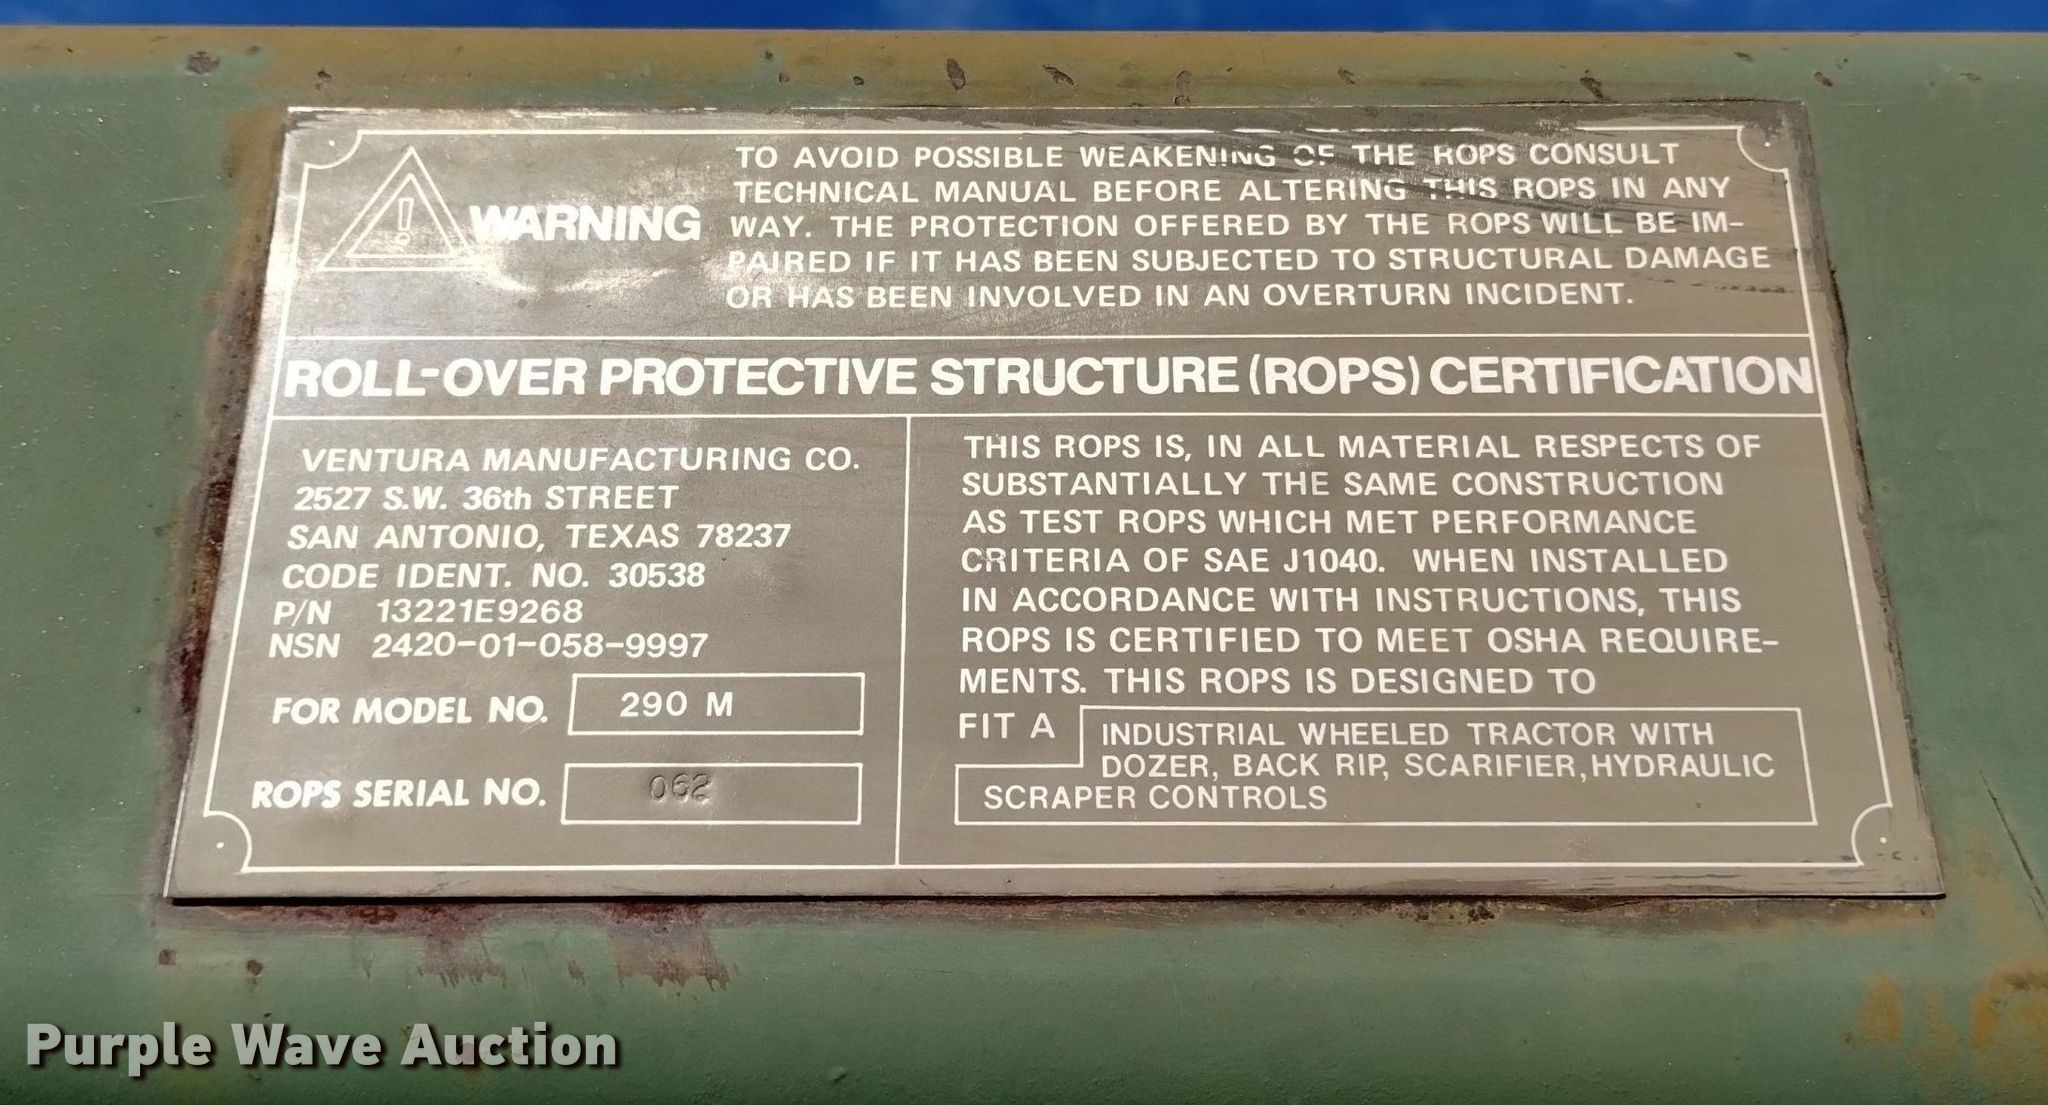 WARNING
TO AVOID POSSIBLE WEAKENING OF THE ROPS CONSULT
TECHNICAL MANUAL BEFORE ALTERING THIS ROPS IN ANY
WAY. THE PROTECTION OFFERED BY THE ROPS WILL BE IM-
PAIRED IF IT HAS BEEN SUBJECTED TO STRUCTURAL DAMAGE
OR HAS BEEN INVOLVED IN AN OVERTURN INCIDENT.
ROLL-OVER PROTECTIVE STRUCTURE (ROPS) CERTIFICATION
VENTURA MANUFACTURING CO.
2527 S.W. 36th STREET
SAN ANTONIO, TEXAS 78237
CODE IDENT. NO. 30538
P/N 13221E9268
NSN 2420-01-058-9997
FOR MODEL NO. 290 M
ROPS SERIAL NO. 062
THIS ROPS IS, IN ALL MATERIAL RESPECTS OF
SUBSTANTIALLY THE SAME CONSTRUCTION
AS TEST ROPS WHICH MET PERFORMANCE
CRITERIA OF SAE J1040. WHEN INSTALLED
IN ACCORDANCE WITH INSTRUCTIONS, THIS
ROPS IS CERTIFIED TO MEET OSHA REQUIRE-
MENTS. THIS ROPS IS DESIGNED TO
FIT A INDUSTRIAL WHEELED TRACTOR WITH
DOZER, BACK RIP, SCARIFIER, HYDRAULIC
SCRAPER CONTROLS
Purple Wave Auction